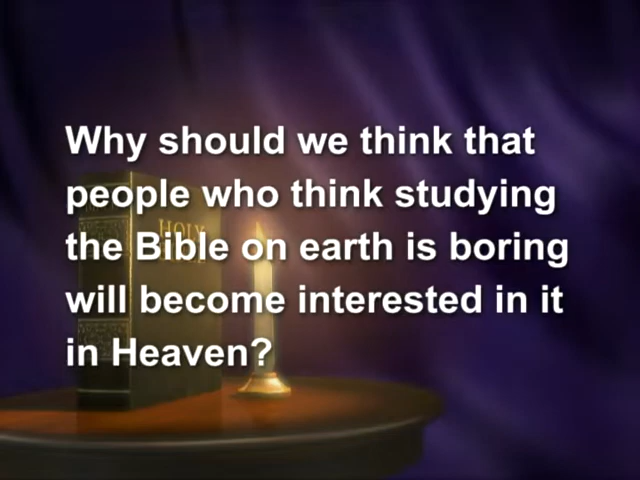 Why should we think that
people who think studying
the Bible on earth is boring
will become interested in it
in Heaven?
HOLY